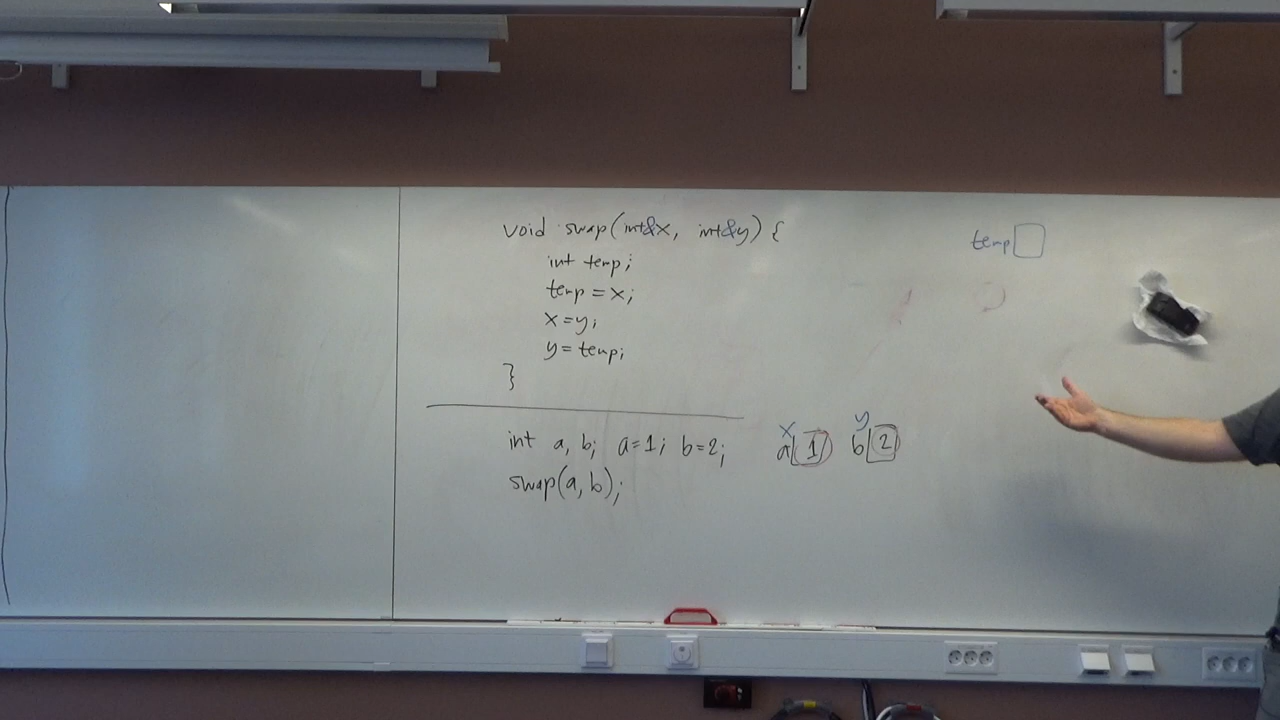 void swap(int&x, int&y) {
int temp;
temp = x;
x=y;
y=temp;
}
int a, b; a=1; b=2;
swap(a, b);
x y
a 1 b 2
temp